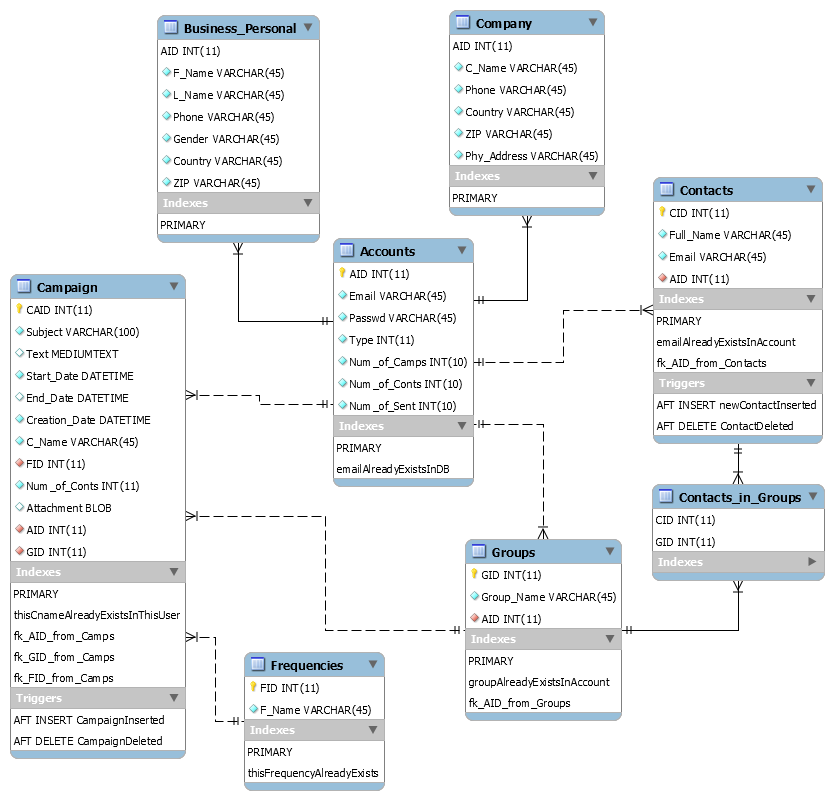 Business_Personal
AID INT(11)
F_Name VARCHAR(45)
L_Name VARCHAR(45)
Phone VARCHAR(45)
Gender VARCHAR(45)
Country VARCHAR(45)
ZIP VARCHAR(45)
Indexes
PRIMARY
Company
AID INT(11)
C_Name VARCHAR(45)
Phone VARCHAR(45)
Country VARCHAR(45)
ZIP VARCHAR(45)
Phy_Address VARCHAR(45)
Indexes
PRIMARY
Contacts
CID INT(11)
Full_Name VARCHAR(45)
Email VARCHAR(45)
AID INT(11)
Indexes
PRIMARY
emailAlreadyExistsInAccount
fk_AID_from_Contacts
Triggers
AFT INSERT newContactInserted
AFT DELETE ContactDeleted
Accounts
AID INT(11)
Email VARCHAR(45)
Passwd VARCHAR(45)
Type INT(11)
Num_of_Camps INT(10)
Num_of_Conts INT(10)
Num_of_Sent INT(10)
Indexes
PRIMARY
emailAlreadyExistsInDB
Campaign
CAID INT(11)
Subject VARCHAR(100)
Text MEDIUMTEXT
Start_Date DATETIME
End_Date DATETIME
Creation_Date DATETIME
C_Name VARCHAR(45)
FID INT(11)
Num_of_Conts INT(11)
Attachment BLOB
AID INT(11)
GID INT(11)
Indexes
PRIMARY
thisCnameAlreadyExistsInThisUser
fk_AID_from_Camps
fk_GID_from_Camps
fk_FID_from_Camps
Triggers
AFT INSERT CampaignInserted
AFT DELETE CampaignDeleted
Contacts_in_Groups
CID INT(11)
GID INT(11)
Indexes
Groups
GID INT(11)
Group_Name VARCHAR(45)
AID INT(11)
Indexes
PRIMARY
groupAlreadyExistsInAccount
fk_AID_from_Groups
Frequencies
FID INT(11)
F_Name VARCHAR(45)
Indexes
PRIMARY
thisFrequencyAlreadyExists